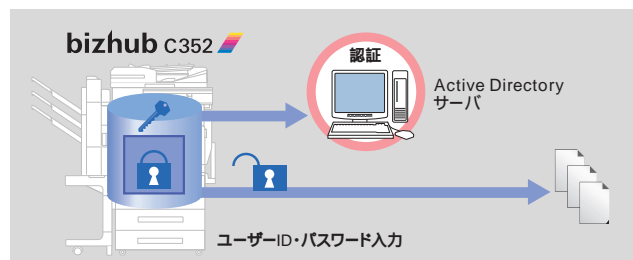 bizhub C352
認証
Active Directory
サーバ
ユーザーID・パスワード入力